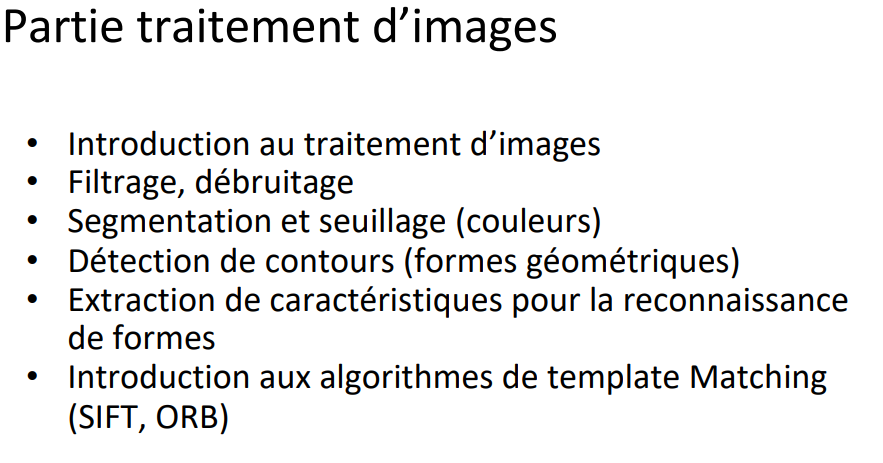 Partie traitement d’images
• Introduction au traitement d’images
• Filtrage, débruitage
• Segmentation et seuillage (couleurs)
• Détection de contours (formes géométriques)
• Extraction de caractéristiques pour la reconnaissance
de formes
• Introduction aux algorithmes de template Matching
(SIFT, ORB)